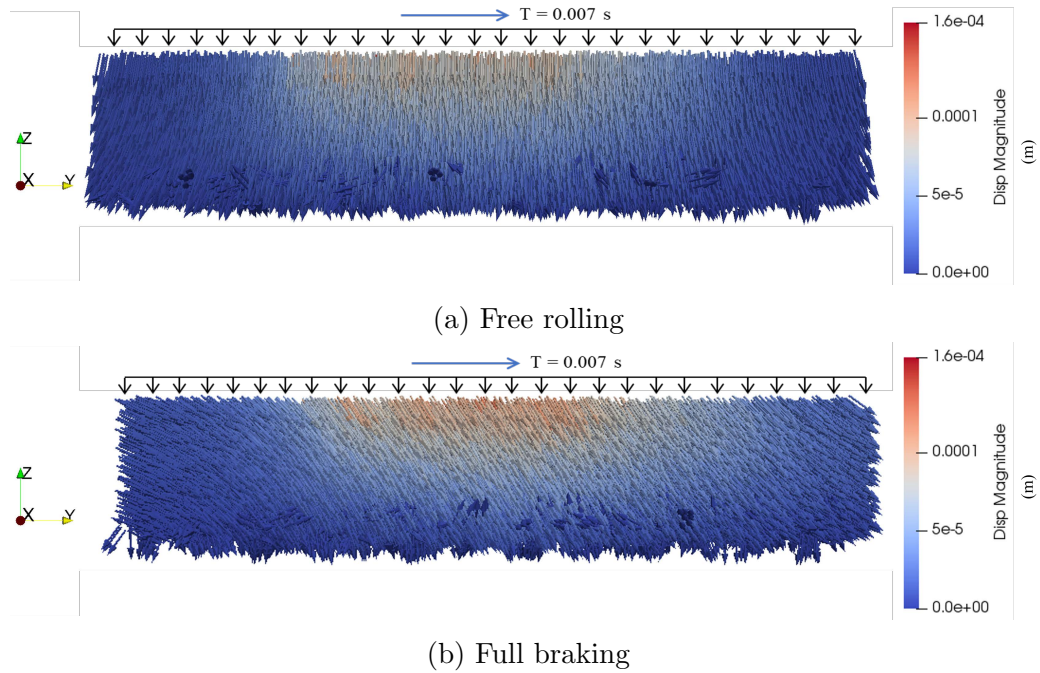 T = 0.007 s
1.6e-04
0.0001
5e-5
0.0e+00
Disp Magnitude
(m)
Z
X
Y
(a) Free rolling
T = 0.007 s
1.6e-04
0.0001
5e-5
0.0e+00
Disp Magnitude
(m)
Z
X
Y
(b) Full braking